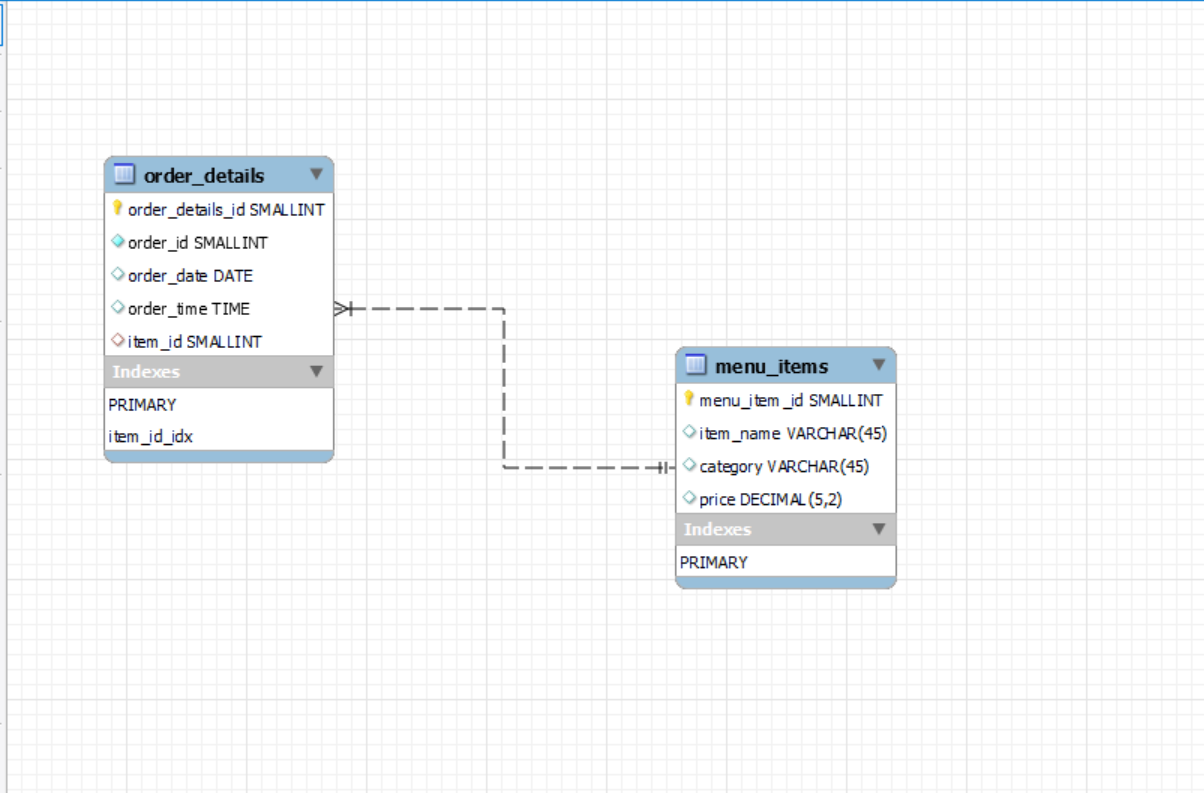 order_details
order_details_id SMALLINT
order_id SMALLINT
order_date DATE
order_time TIME
item_id SMALLINT
Indexes
PRIMARY
item_id_idx
menu_items
menu_item_id SMALLINT
item_name VARCHAR(45)
category VARCHAR(45)
price DECIMAL(5,2)
Indexes
PRIMARY